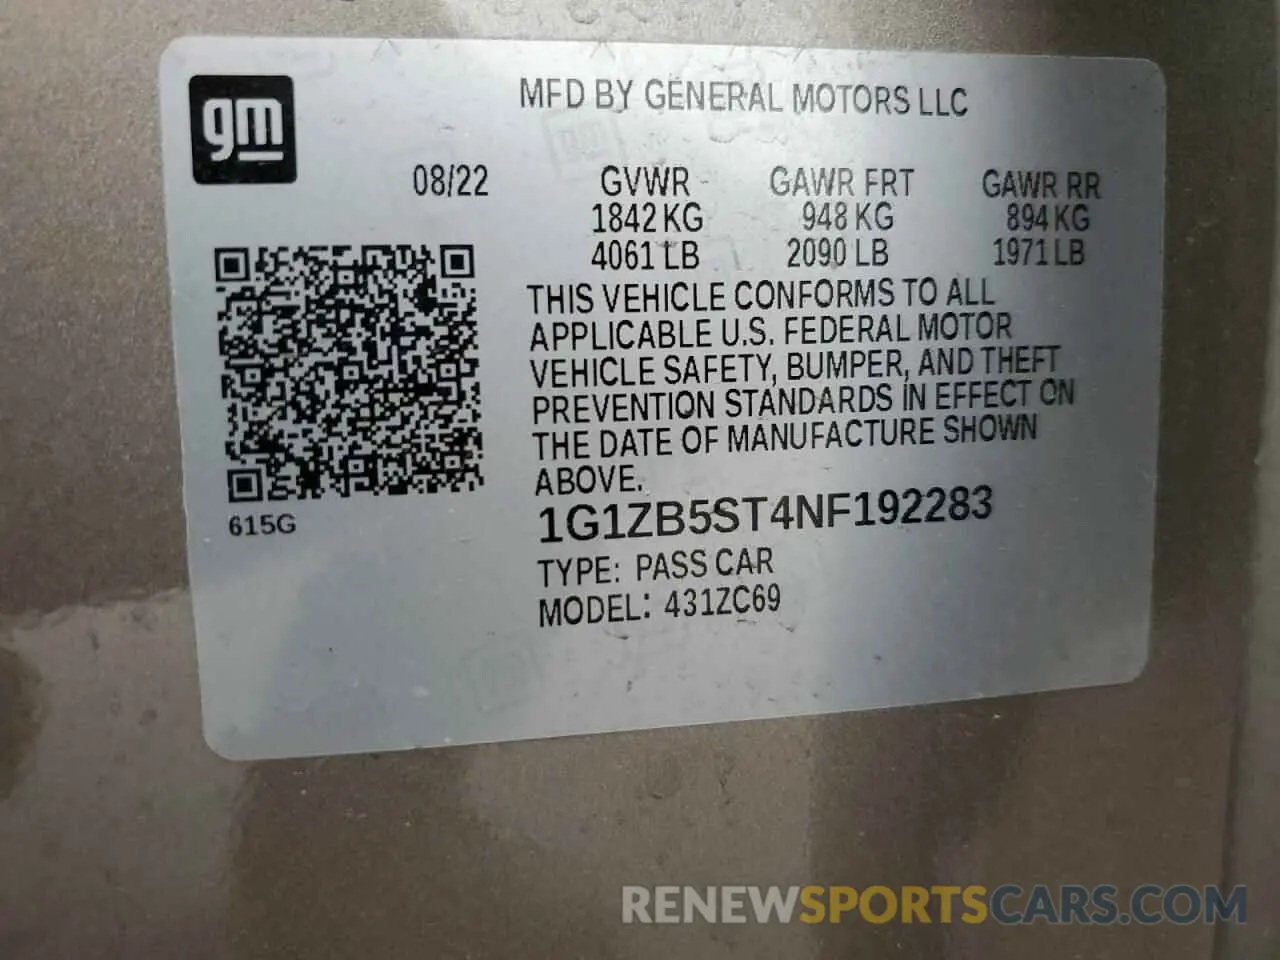 gm
MFD BY GENERAL MOTORS LLC
08/22 GVWR GAWR FRT GAWR RR
1842 KG 948 KG 894 KG
4061 LB 2090 LB 1971 LB
THIS VEHICLE CONFORMS TO ALL
APPLICABLE U.S. FEDERAL MOTOR
VEHICLE SAFETY, BUMPER, AND THEFT
PREVENTION STANDARDS IN EFFECT ON
THE DATE OF MANUFACTURE SHOWN
ABOVE.
615G
1G1ZB5ST4NF192283
TYPE: PASS CAR
MODEL: 431ZC69
RENEWSPORTSCARS.COM